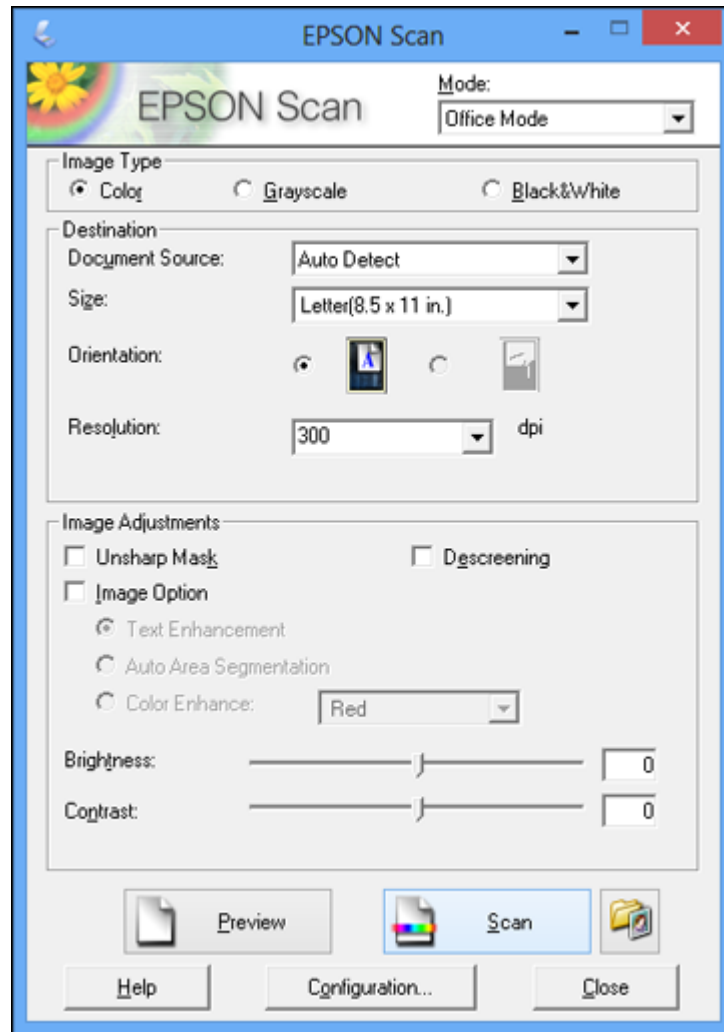 EPSON Scan
EPSON Scan
Mode:
Office Mode
Image Type
Color Grayscale Black&White
Destination
Document Source: Auto Detect
Size: Letter(8.5 x 11 in.)
Orientation: A
Resolution: 300 dpi
Image Adjustments
Unsharp Mask Descreening
Image Option
Text Enhancement
Auto Area Segmentation
Color Enhance: Red
Brightness: 0
Contrast: 0
Preview Scan
Help Configuration... Close